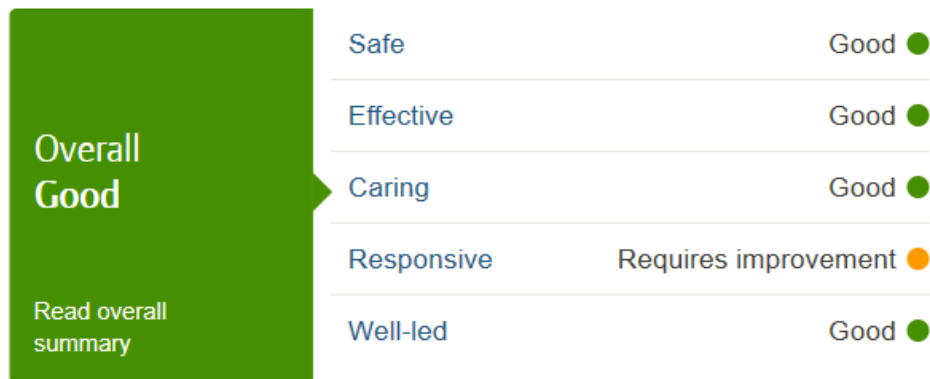 Overall
Good
Read overall
summary
Safe Good
Effective Good
Caring Good
Responsive Requires improvement
Well-led Good